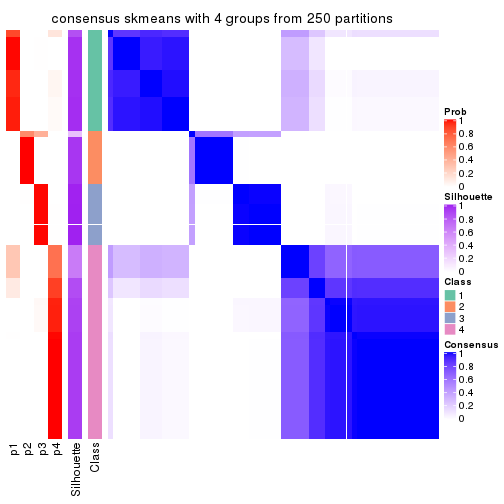 consensus skmeans with 4 groups from 250 partitions
Prob
1
0.8
0.6
0.4
0.2
0
Silhouette
1
0.8
0.6
0.4
0.2
0
Class
1
2
3
4
Consensus
1
0.8
0.6
0.4
0.2
0
p1
p2
p3
p4
Silhouette
Class